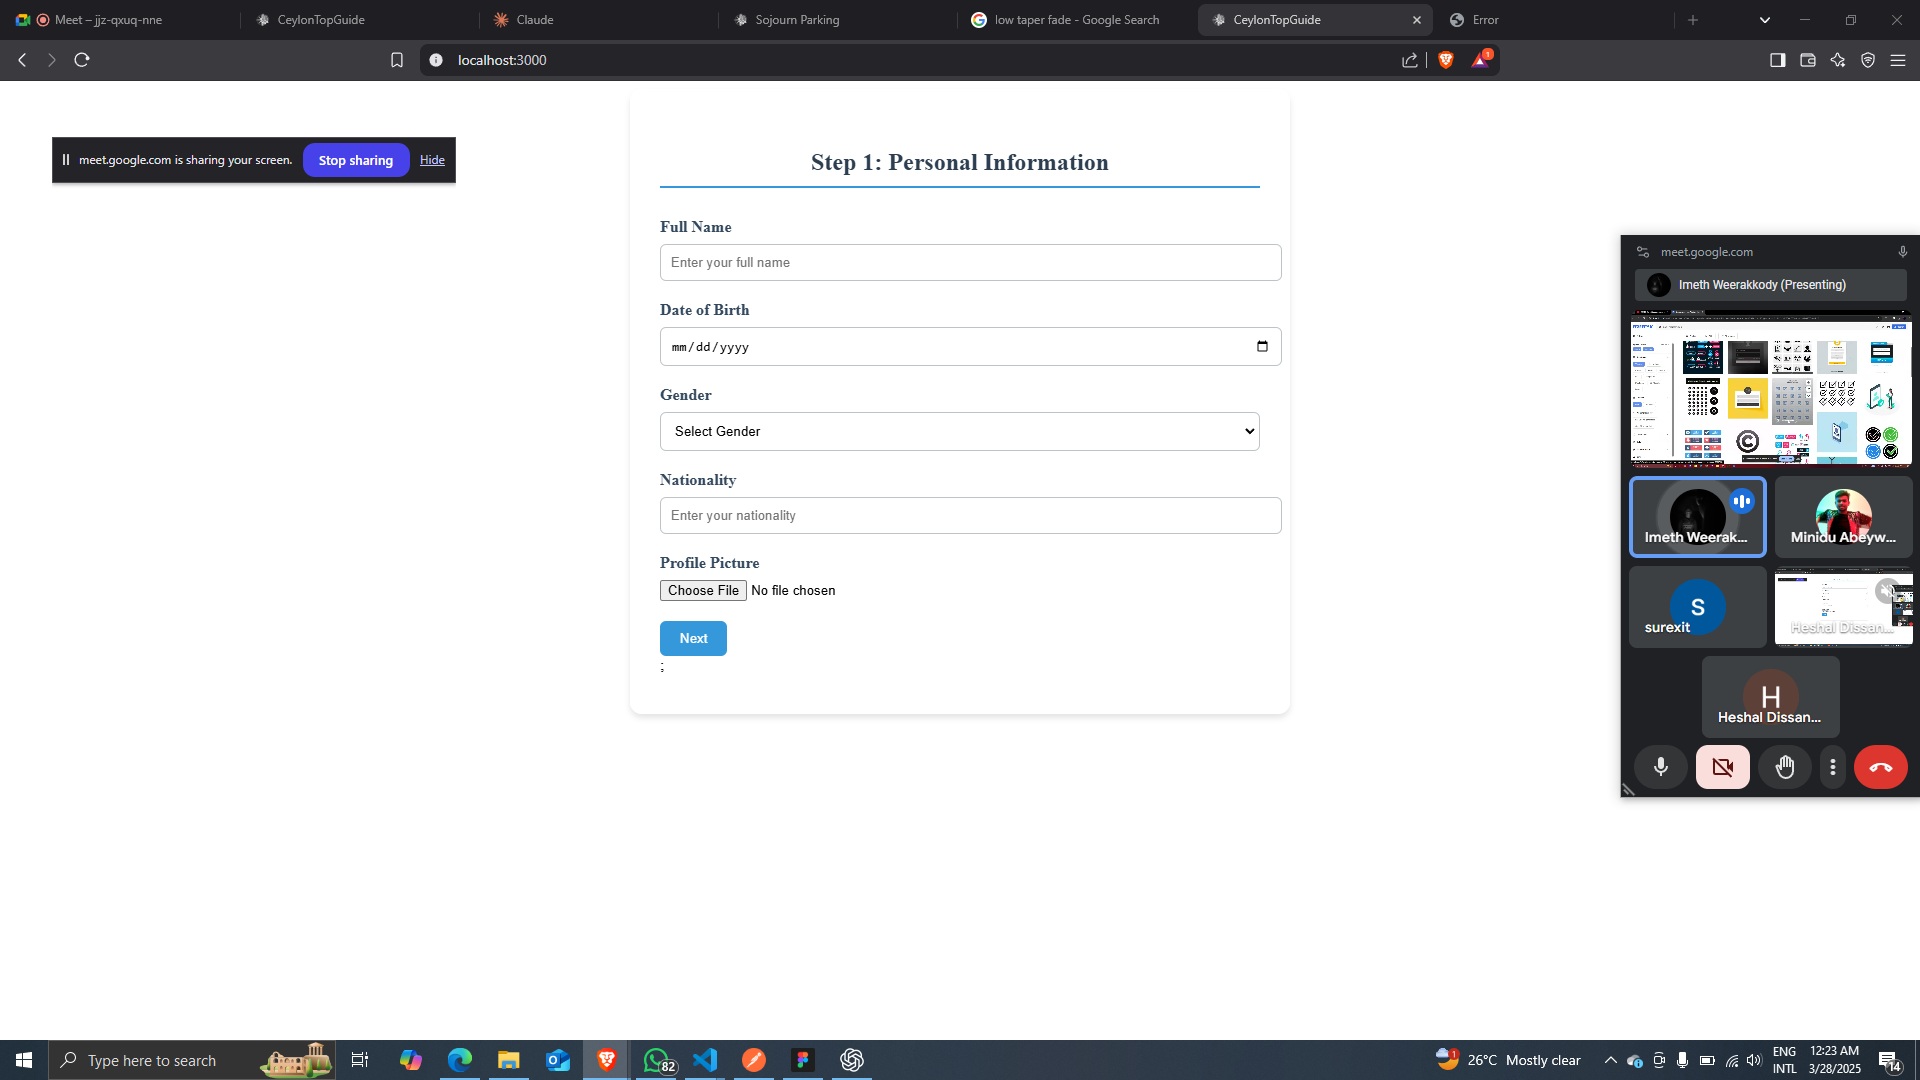 Meet – jjz-qxuq-nne
CeylonTopGuide
Claude
Sojourn Parking
low taper fade - Google Search
CeylonTopGuide
Error
localhost:3000
1
meet.google.com is sharing your screen.
Stop sharing
Hide
Step 1: Personal Information
Full Name
Enter your full name
Date of Birth
mm/dd/yyyy
Gender
Select Gender
Nationality
Enter your nationality
Profile Picture
Choose File No file chosen
Next
;
meet.google.com
Imeth Weerakkody (Presenting)
Imeth Weerak...
Minidu Abeyw...
S
surexit
Heshal Dissan...
H
Heshal Dissan...
Type here to search
82
1
26°C Mostly clear
ENG
INTL
12:23 AM
3/28/2025
14